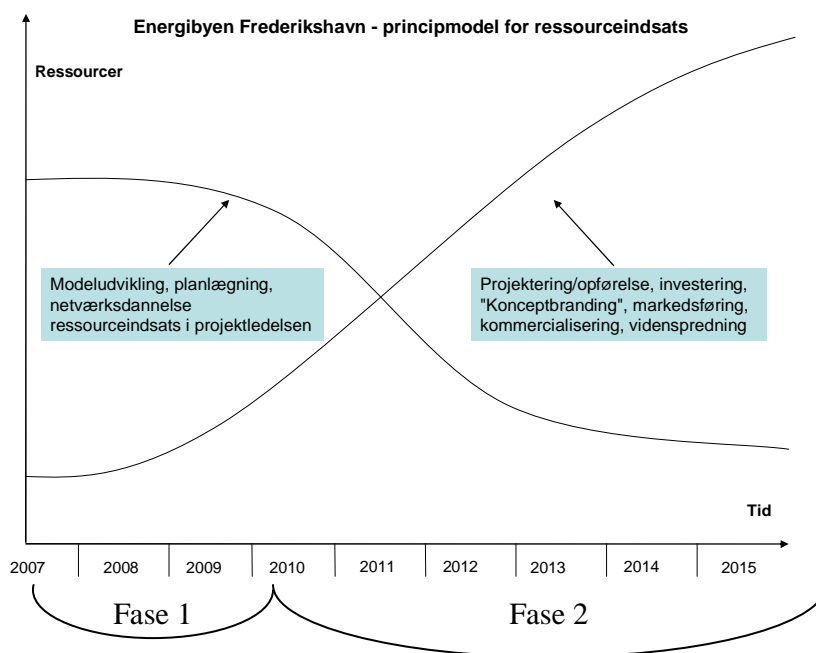 Energibyen Frederikshavn - principmodel for ressourceindsats
Ressourcer
Modeludvikling, planlægning,
netværksdannelse
ressourceindsats i projektledelsen
Projektering/opførelse, investering,
"Konceptbranding", markedsføring,
kommercialisering, videnspredning
Tid
2007 2008 2009 2010 2011 2012 2013 2014 2015
Fase 1 Fase 2